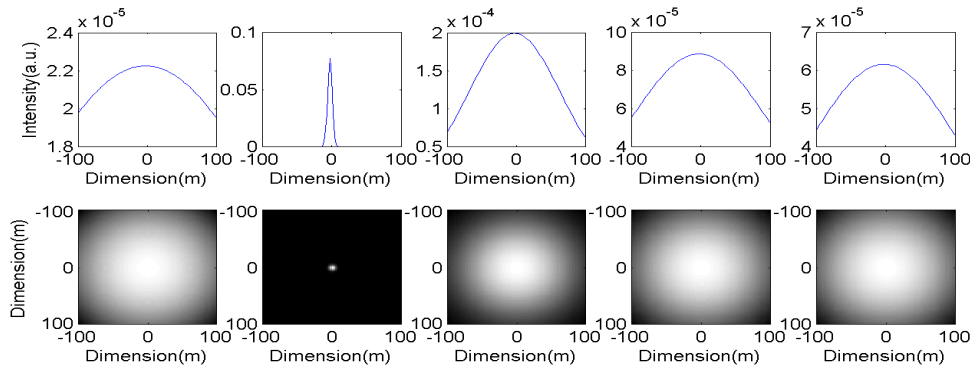 x 10⁻⁵ x 10⁻⁴ x 10⁻⁵ x 10⁻⁵
Intensity(a.u.)
2.4 0.1 2 10 7
2.2 0.05 1.5 8 6
2 1 6 5
1.8 0 0.5 4 4
-100 0 100 -100 0 100 -100 0 100 -100 0 100 -100 0 100
Dimension(m) Dimension(m) Dimension(m) Dimension(m) Dimension(m)
Dimension(m)
-100 -100 -100 -100 -100
0 0 0 0 0
100 100 100 100 100
-100 0 100 -100 0 100 -100 0 100 -100 0 100 -100 0 100
Dimension(m) Dimension(m) Dimension(m) Dimension(m) Dimension(m)